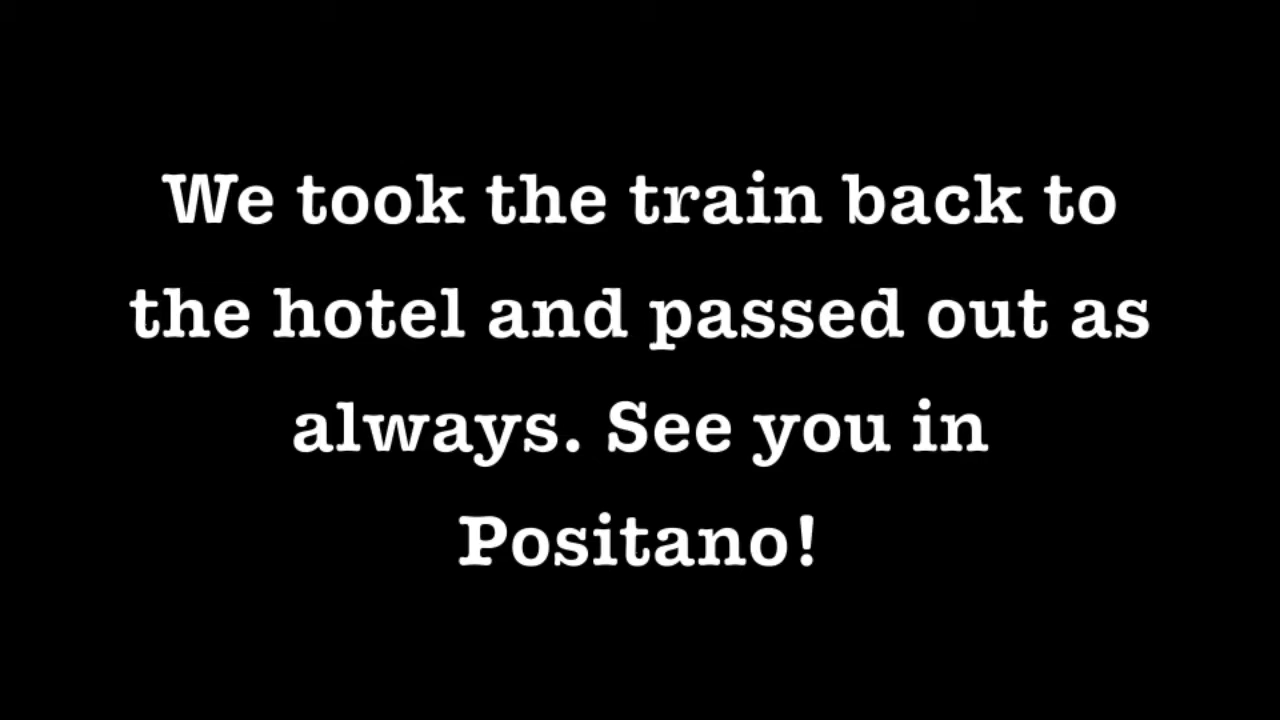 We took the train back to
the hotel and passed out as
always. See you in
Positano!